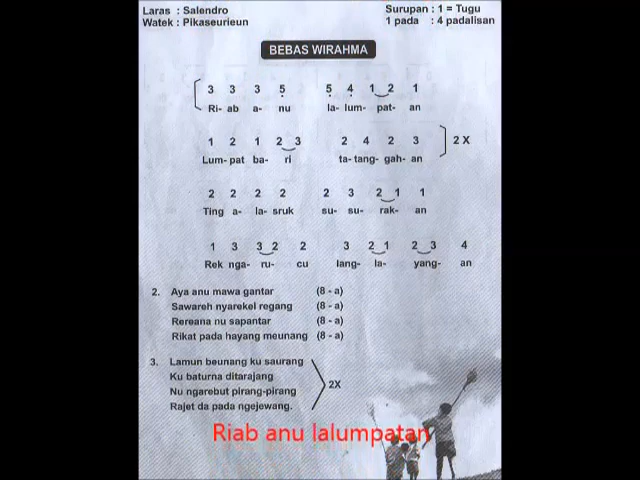 Laras : Salendro
Watek : Pikaseurieun
Surupan : 1 = Tugu
1 pada : 4 padalisan
BEBAS WIRAHMA
3 3 3 5 5 4 1 2 1
Ri- ab a- nu la- lum- pat- an
1 2 1 2 3 2 4 2 3 2 X
Lum- pat ba- ri ta- tang- gah- an
2 2 2 2 2 3 2 1 1
Ting a- la- sruk su- su- rak- an
1 3 3 2 2 3 2 1 2 3 4
Rek nga- ru- cu lang- la- yang- an
2. Aya anu mawa gantar (8 - a)
Sawareh nyarekel regang (8 - a)
Rereana nu sapantar (8 - a)
Rikat pada hayang meunang (8 - a)
3. Lamun beunang ku saurang
Ku baturna ditarajang
2X
Nu ngarebut pirang-pirang
Rajet da pada ngejewang.
Riab anu lalumpatan